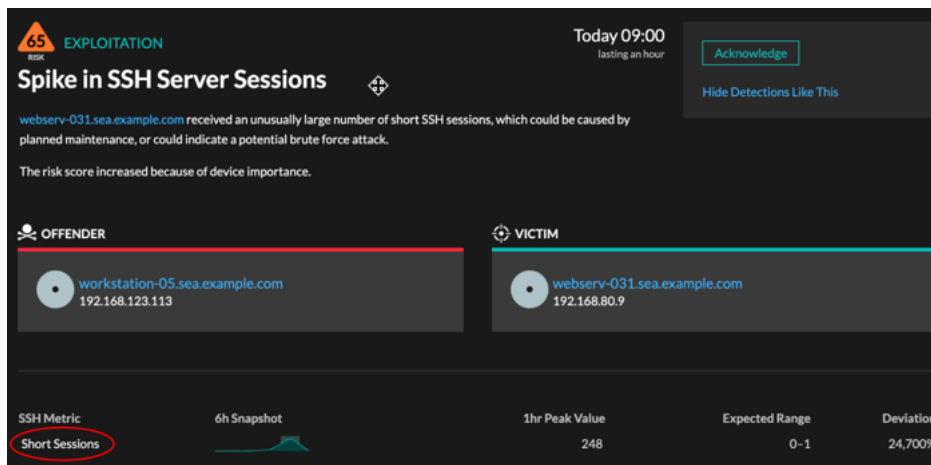 65
RISK
EXPLOITATION
Spike in SSH Server Sessions
Today 09:00
lasting an hour
Acknowledge
Hide Detections Like This
webserv-031.sea.example.com received an unusually large number of short SSH sessions, which could be caused by
planned maintenance, or could indicate a potential brute force attack.
The risk score increased because of device importance.
OFFENDER
workstation-05.sea.example.com
192.168.123.113
VICTIM
webserv-031.sea.example.com
192.168.80.9
SSH Metric 6h Snapshot 1hr Peak Value Expected Range Deviation
Short Sessions 248 0–1 24,700%